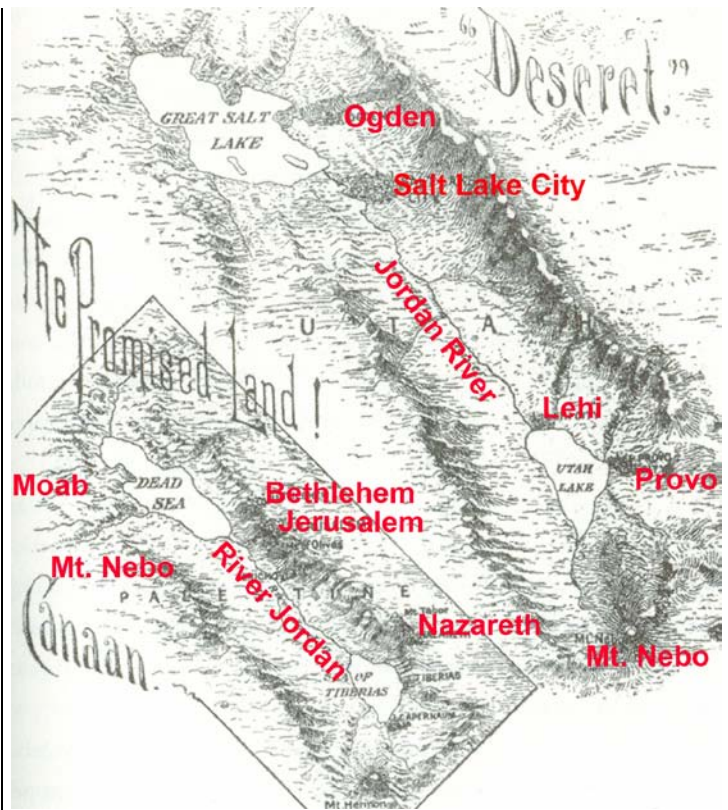 "Deseret,"
GREAT SALT
LAKE
Ogden
Salt Lake City
The Promised Land!
Jordan River
U T A H
Lehi
UTAH
LAKE
Provo
Moab
DEAD
SEA
Bethlehem
Jerusalem
Mt. Nebo
River Jordan
PALESTINE
Mt. Tabor
Nazareth
Mt. Nebo
Canaan.
OF
TIBERIAS
TIBERIAS
CAPERNAUM
Mt Hermon